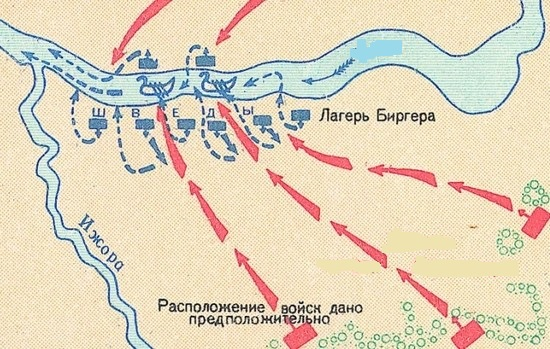 Ш В Е Д Ы
Лагерь Биргера
Ижора
Расположение войск дано
предположительно